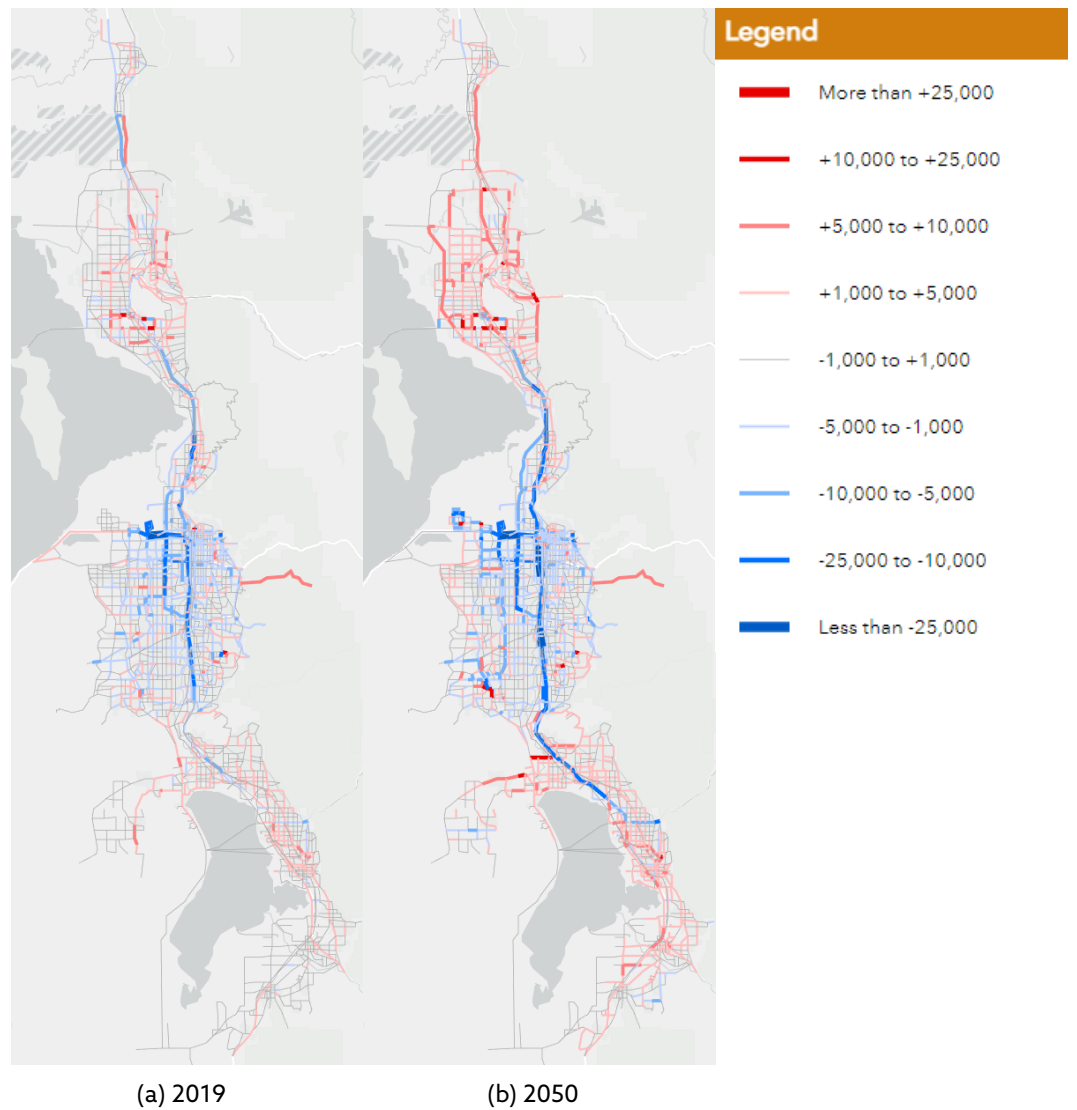 Legend
More than +25,000
+10,000 to +25,000
+5,000 to +10,000
+1,000 to +5,000
-1,000 to +1,000
-5,000 to -1,000
-10,000 to -5,000
-25,000 to -10,000
Less than -25,000
(a) 2019
(b) 2050